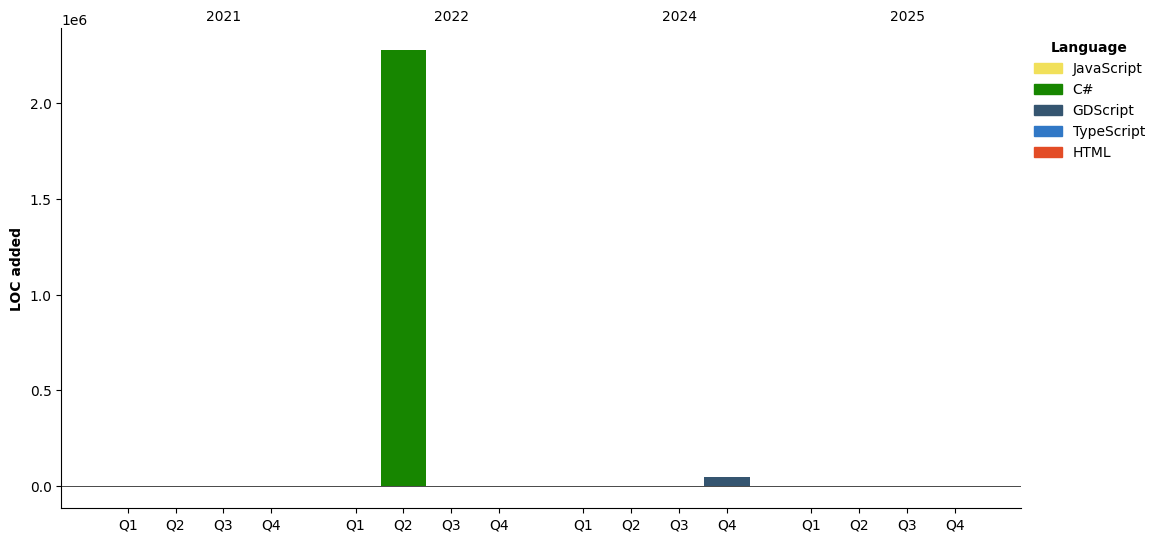 2021 2022 2024 2025
1e6
Language
JavaScript
C#
GDScript
TypeScript
HTML
LOC added
2.0
1.5
1.0
0.5
0.0
Q1 Q2 Q3 Q4 Q1 Q2 Q3 Q4 Q1 Q2 Q3 Q4 Q1 Q2 Q3 Q4